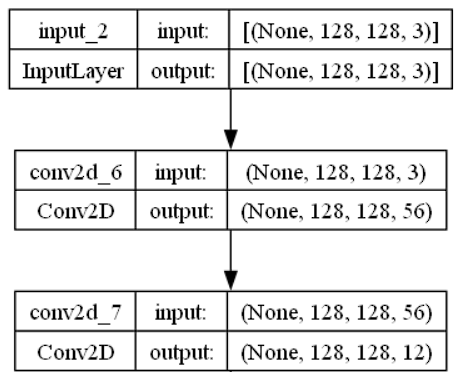 input_2 input: [(None, 128, 128, 3)]
InputLayer output: [(None, 128, 128, 3)]
conv2d_6 input: (None, 128, 128, 3)
Conv2D output: (None, 128, 128, 56)
conv2d_7 input: (None, 128, 128, 56)
Conv2D output: (None, 128, 128, 12)